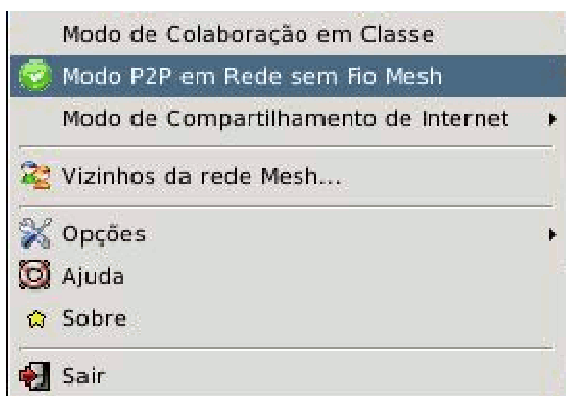 Modo de Colaboração em Classe
Modo P2P em Rede sem Fio Mesh
Modo de Compartilhamento de Internet
Vizinhos da rede Mesh...
Opções
Ajuda
Sobre
Sair